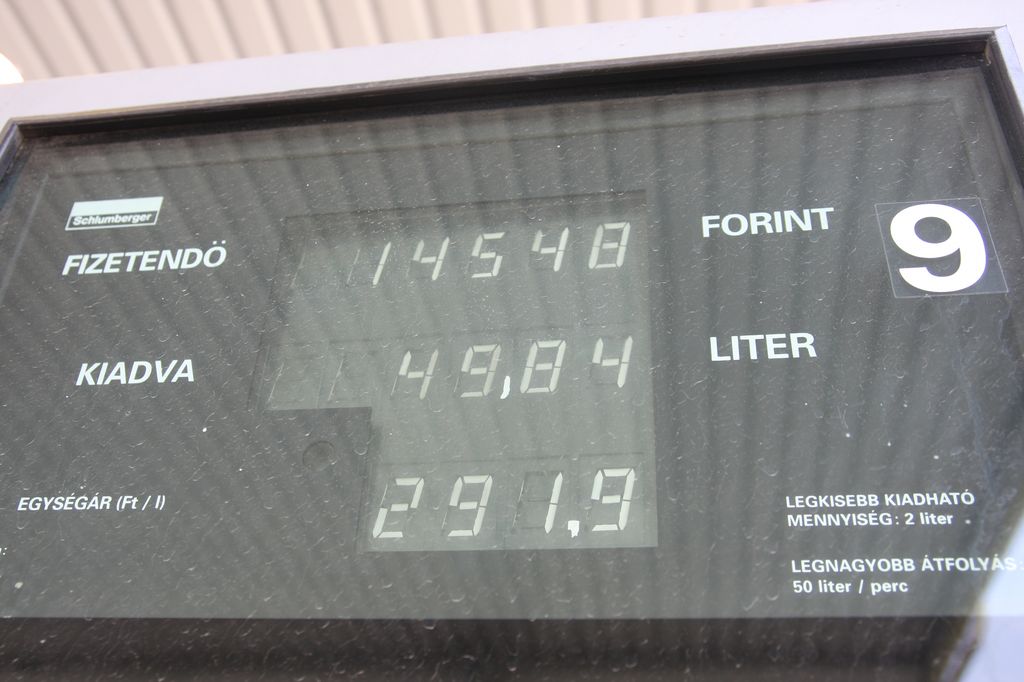 Schlumberger
FIZETENDÖ 14548 FORINT 9
KIADVA 49,84 LITER
EGYSÉGÁR (Ft / l) 291,9
LEGKISEBB KIADHATÓ
MENNYISÉG: 2 liter
LEGNAGYOBB ÁTFOLYÁS:
50 liter / perc